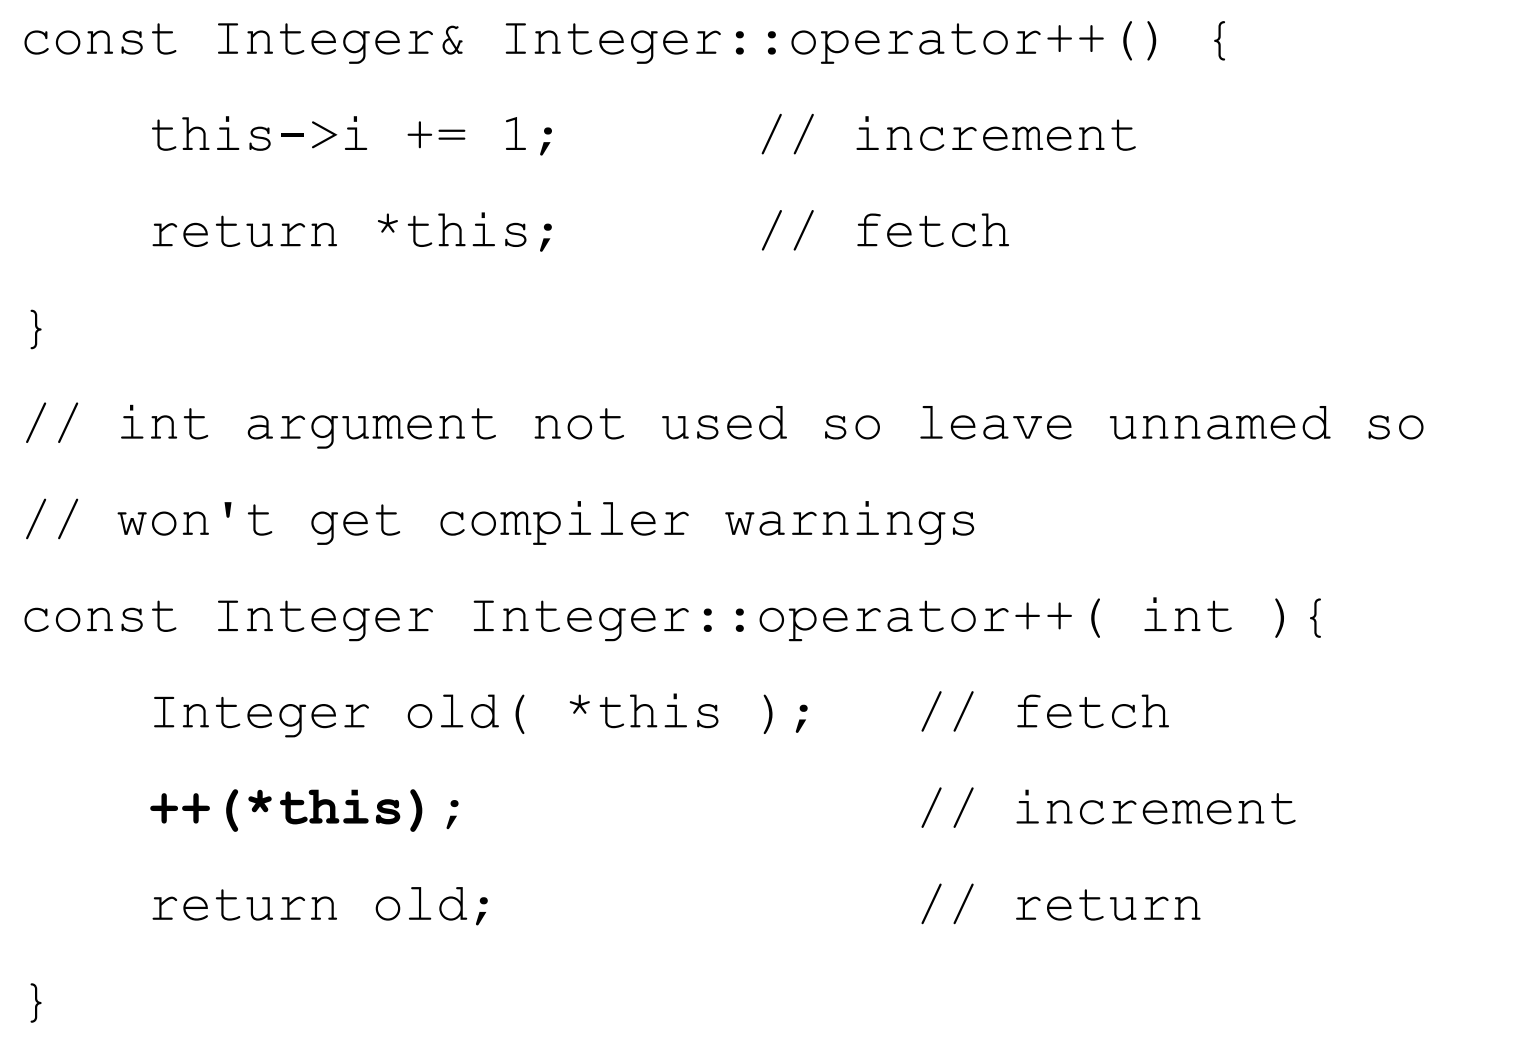 const Integer& Integer::operator++() {
    this->i += 1;      // increment
    return *this;      // fetch
}
// int argument not used so leave unnamed so
// won't get compiler warnings
const Integer Integer::operator++( int ){
    Integer old( *this );   // fetch
    ++(*this);              // increment
    return old;             // return
}